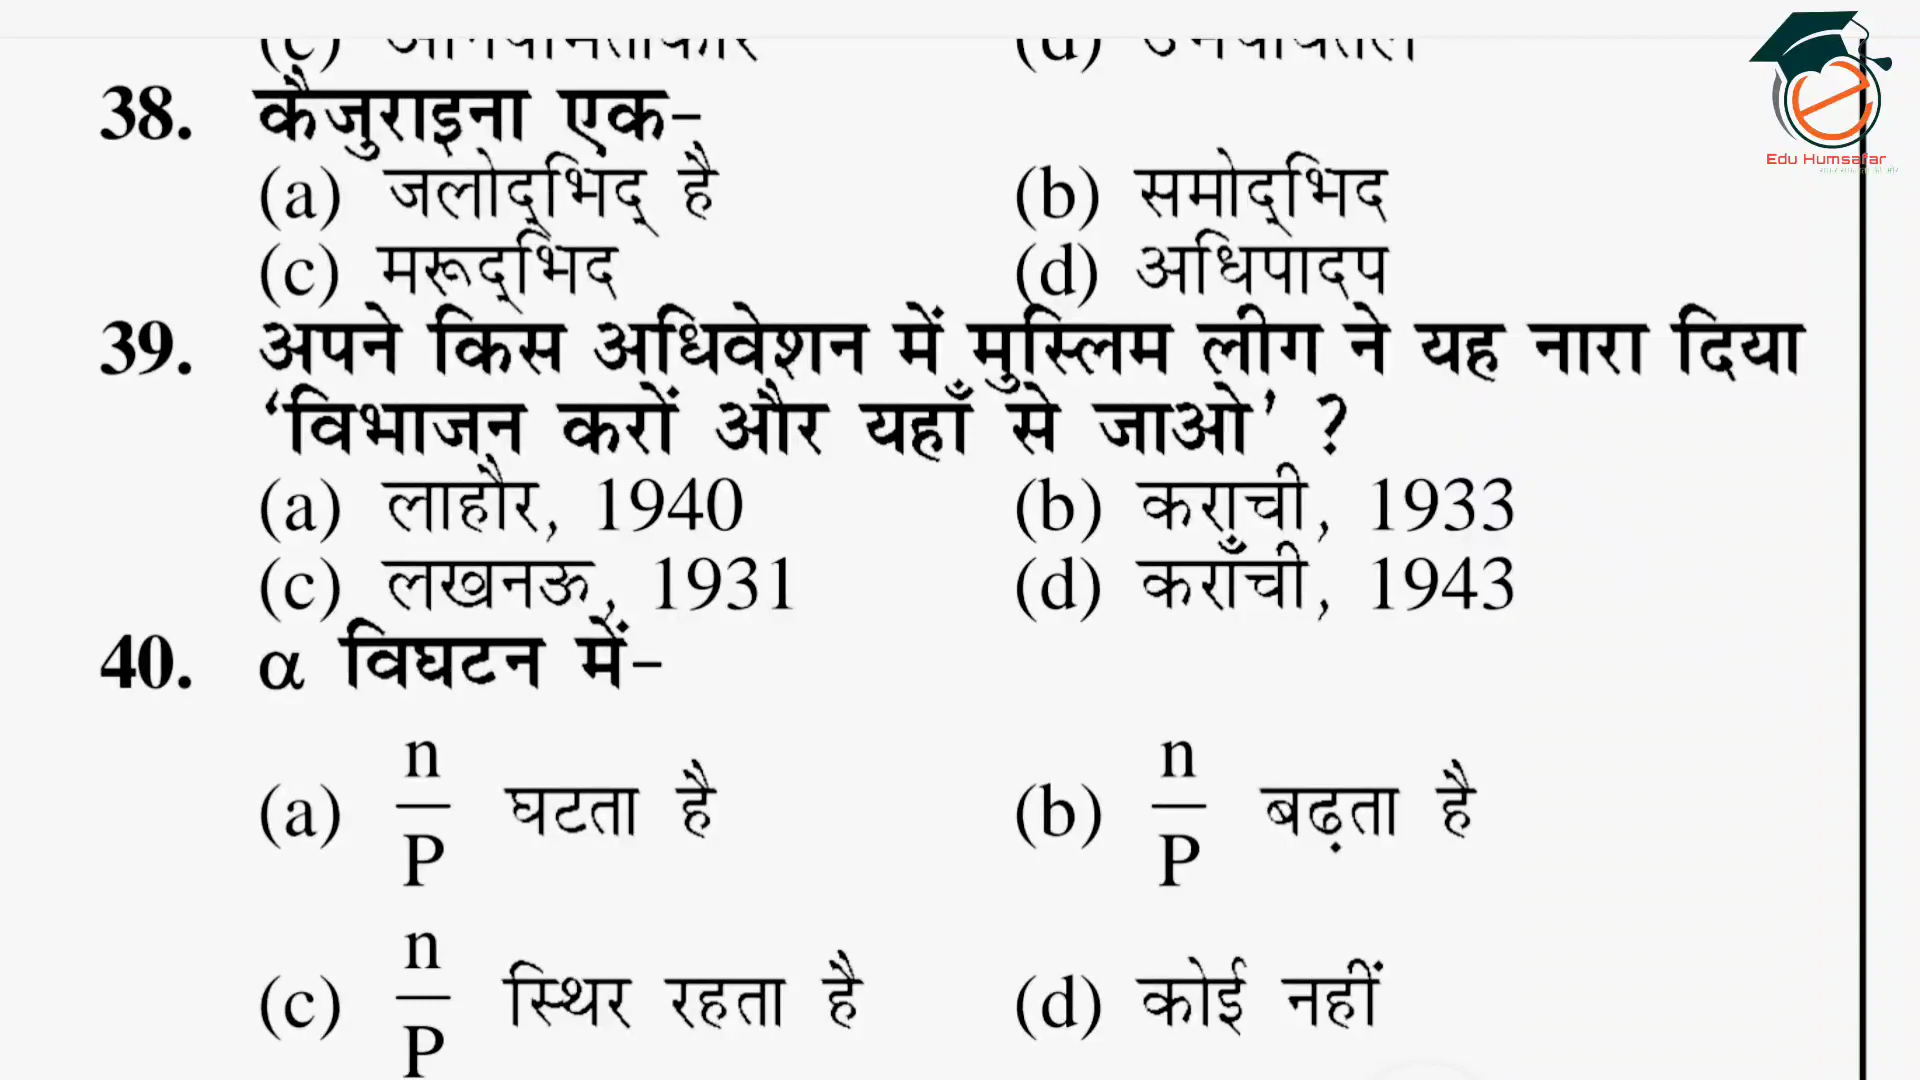 38. कैजुराइना एक-
(a) जलोद्भिद् है (b) समोद्भिद
(c) मरूद्भिद (d) अधिपादप
39. अपने किस अधिवेशन में मुस्लिम लीग ने यह नारा दिया
‘विभाजन करों और यहाँ से जाओ’ ?
(a) लाहौर, 1940 (b) कराची, 1933
(c) लखनऊ, 1931 (d) कराँची, 1943
40. α विघटन में-
(a) n/P घटता है (b) n/P बढ़ता है
(c) n/P स्थिर रहता है (d) कोई नहीं
Edu Humsafar